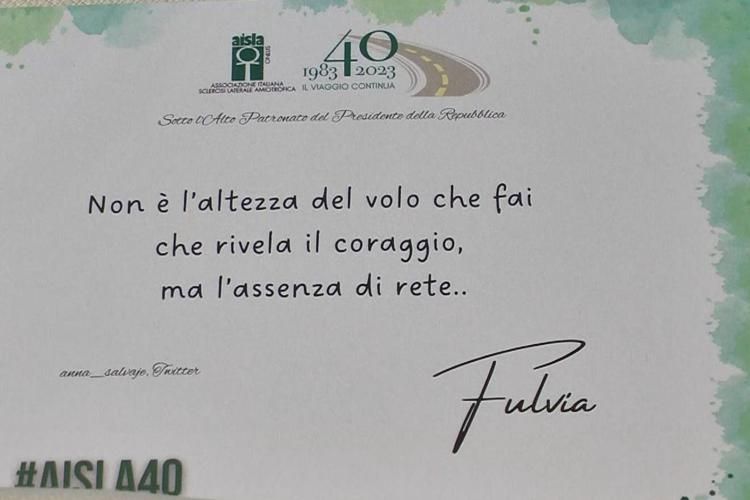 aisla
ONLUS
ASSOCIAZIONE ITALIANA
SCLEROSI LATERALE AMIOTROFICA
40
1983 2023
IL VIAGGIO CONTINUA
Sotto l'Alto Patronato del Presidente della Repubblica
Non è l'altezza del volo che fai
che rivela il coraggio,
ma l'assenza di rete..
anna_salvaje, Twitter
Fulvia
#AISLA40